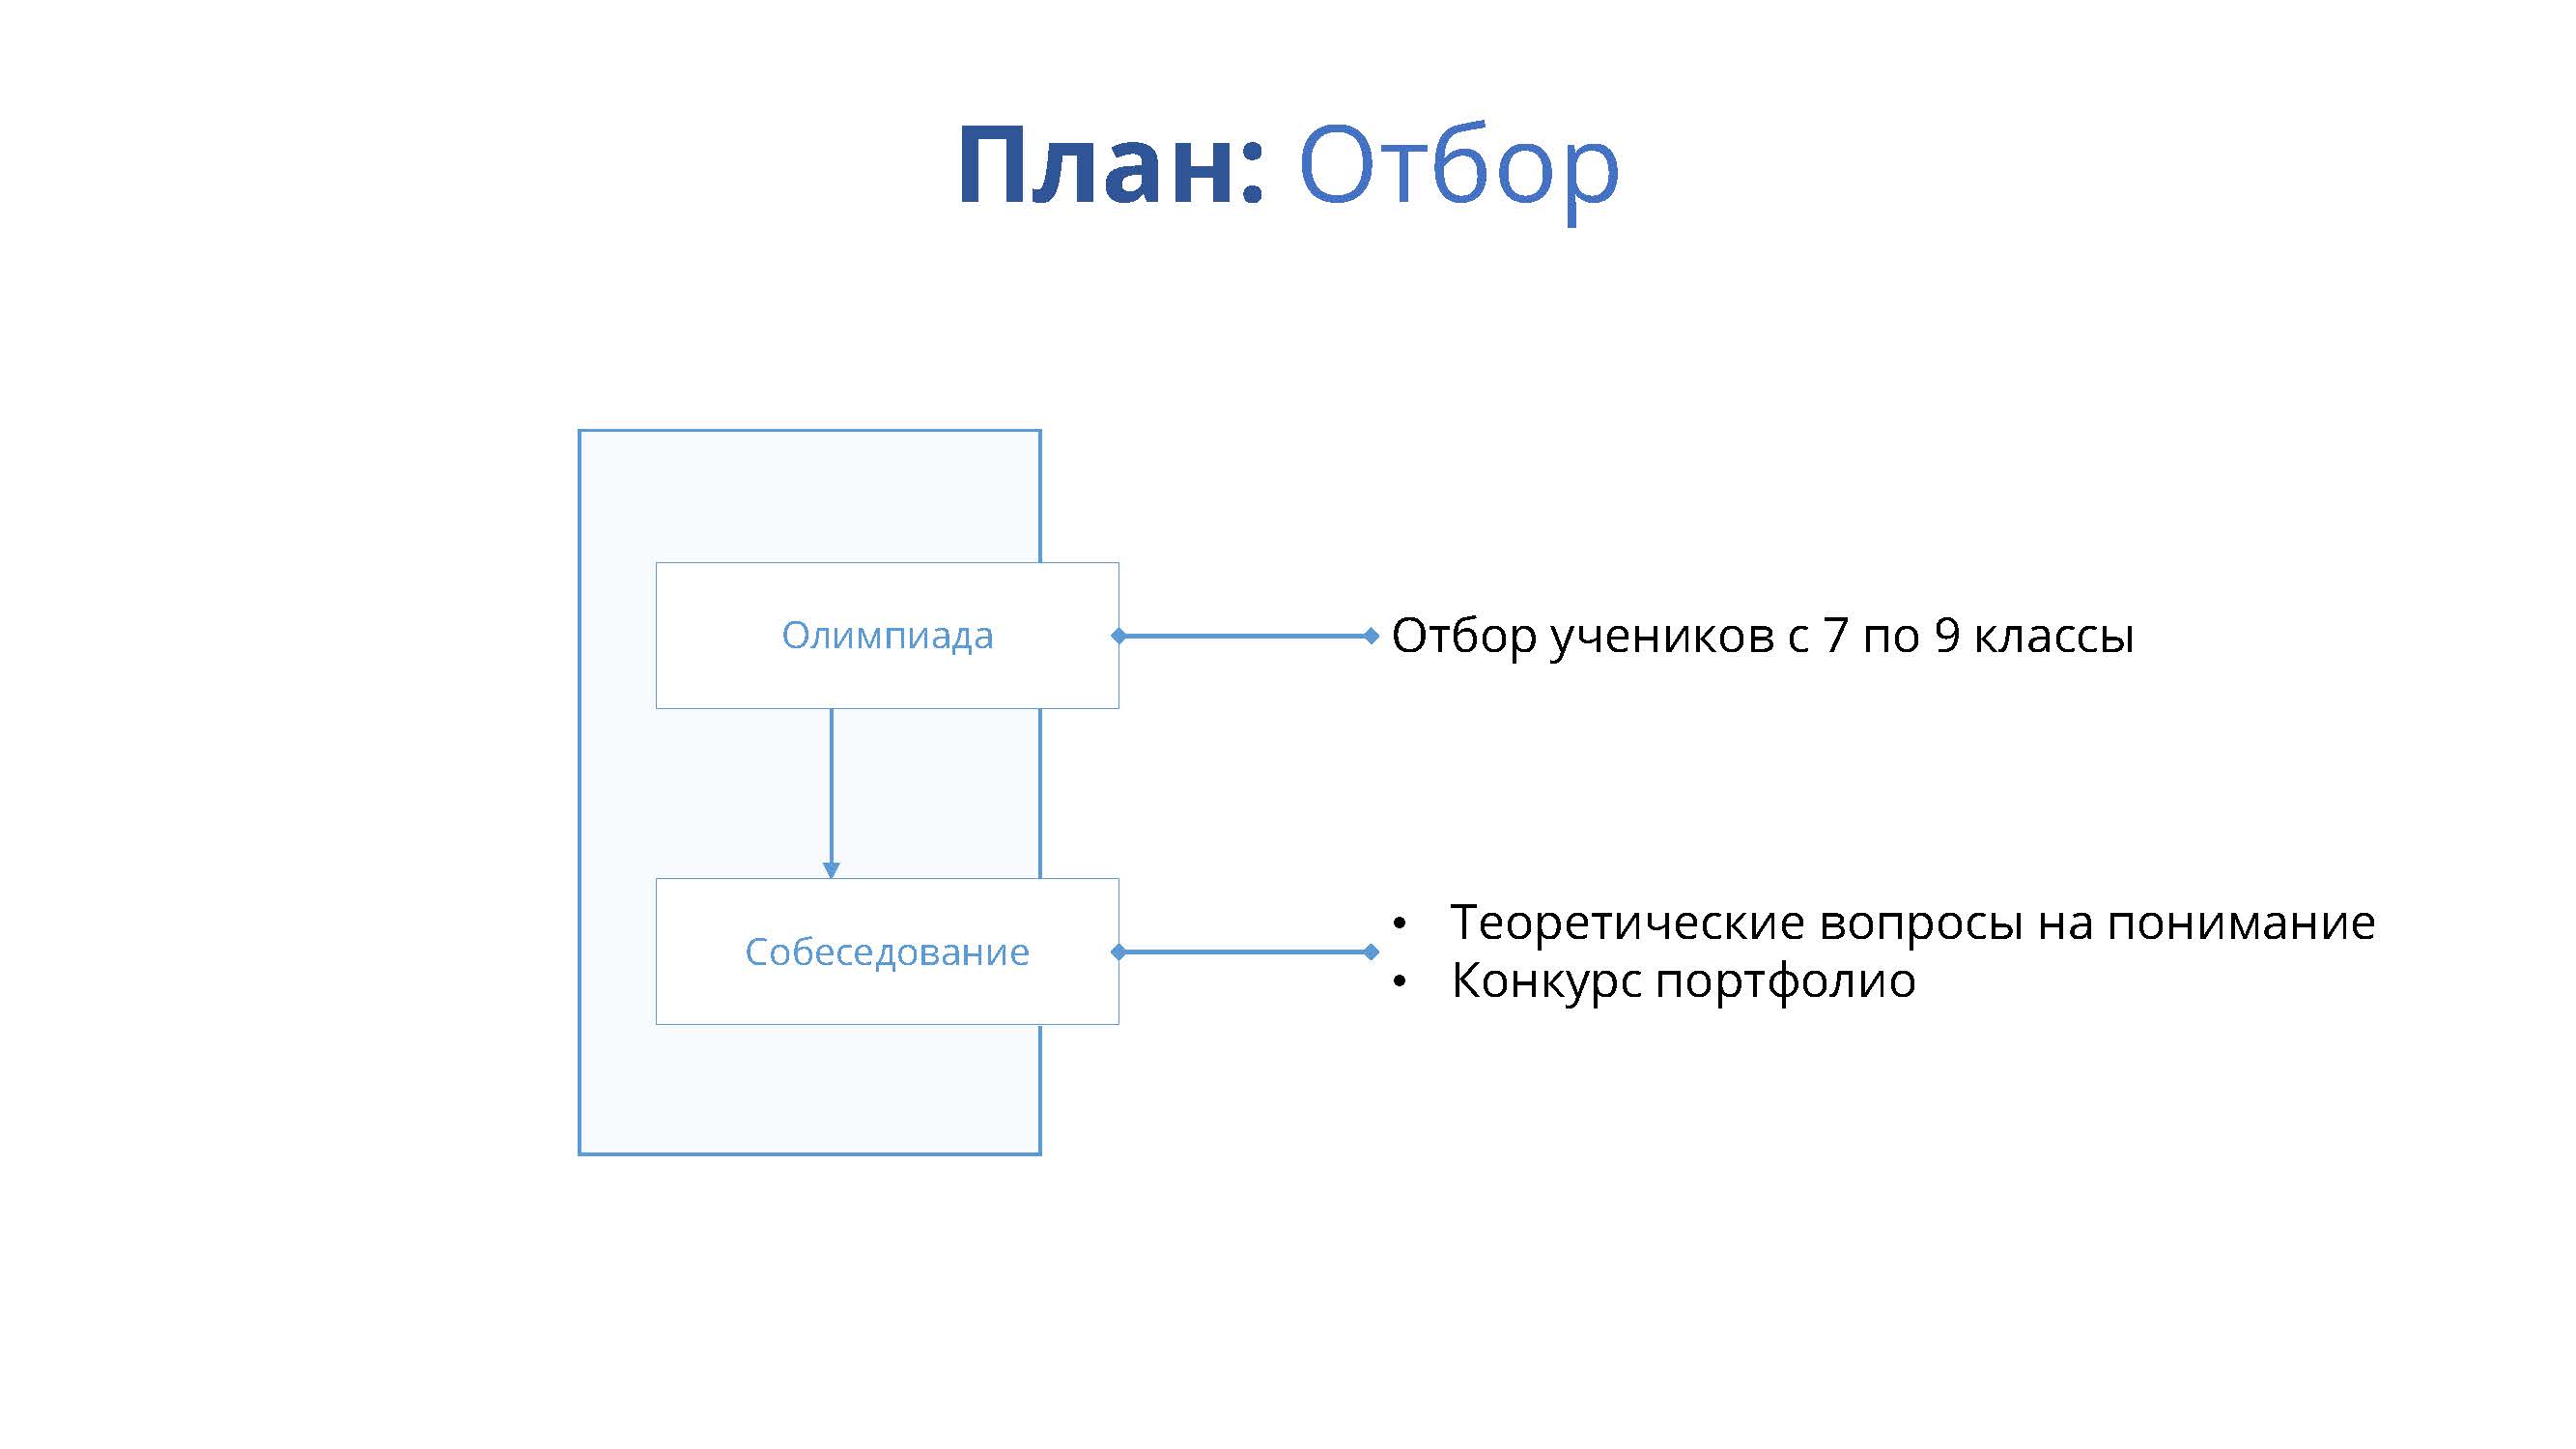 План: Отбор
Олимпиада
Отбор учеников с 7 по 9 классы
Собеседование
• Теоретические вопросы на понимание
• Конкурс портфолио